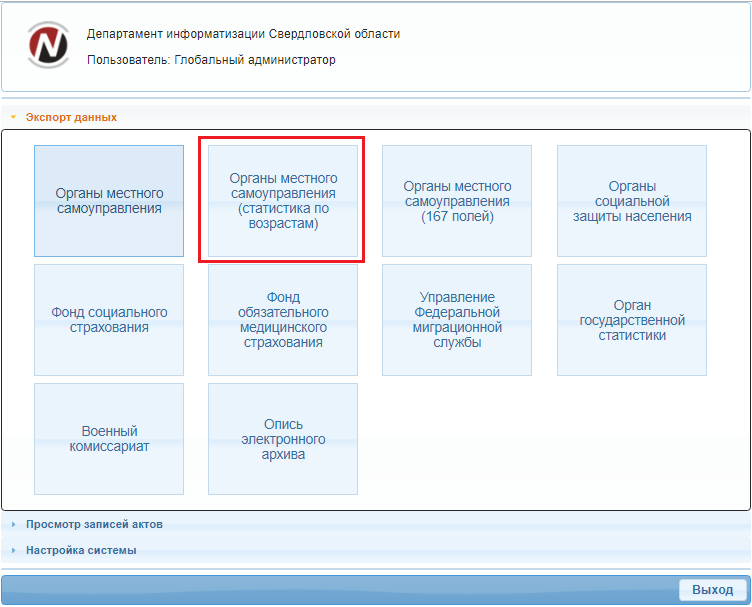 Департамент информатизации Свердловской области
Пользователь: Глобальный администратор
Экспорт данных
Органы местного
самоуправления
Органы местного
самоуправления
(статистика по
возрастам)
Органы местного
самоуправления
(167 полей)
Органы
социальной
защиты населения
Фонд социального
страхования
Фонд
обязательного
медицинского
страхования
Управление
Федеральной
миграционной
службы
Орган
государственной
статистики
Военный
комиссариат
Опись
электронного
архива
Просмотр записей актов
Настройка системы
Выход